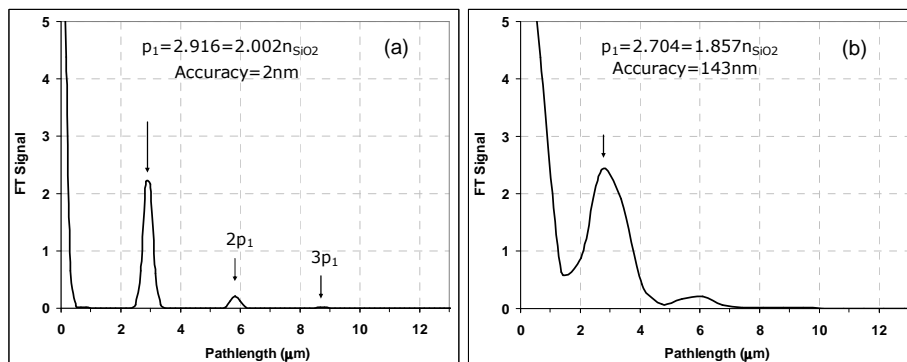 5
4
3
2
1
0
FT Signal
p₁=2.916=2.002n_SiO2
Accuracy=2nm
(a)
2p₁
3p₁
0 2 4 6 8 10 12
Pathlength (µm)
5
4
3
2
1
0
FT Signal
p₁=2.704=1.857n_SiO2
Accuracy=143nm
(b)
0 2 4 6 8 10 12
Pathlength (µm)